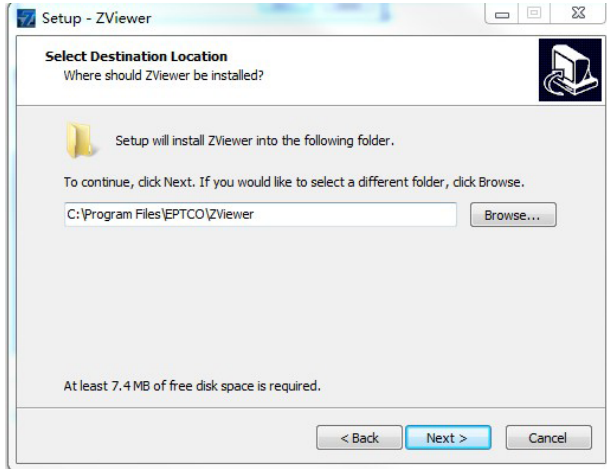 Setup - ZViewer
Select Destination Location
Where should ZViewer be installed?
Setup will install ZViewer into the following folder.
To continue, click Next. If you would like to select a different folder, click Browse.
C:\Program Files\EPTCO\ZViewer
Browse...
At least 7.4 MB of free disk space is required.
< Back
Next >
Cancel